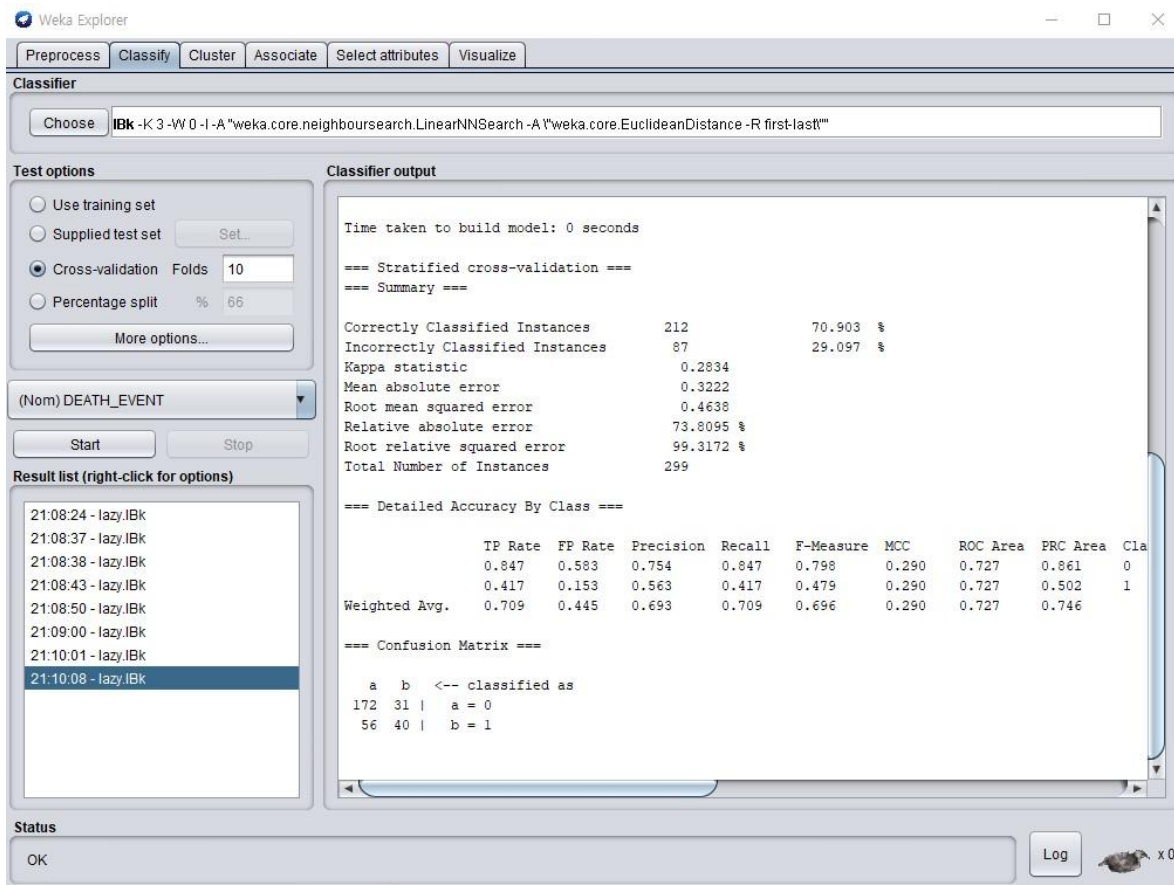 Weka Explorer
Preprocess Classify Cluster Associate Select attributes Visualize
Classifier
Choose IBk -K 3 -W 0 -I -A "weka.core.neighboursearch.LinearNNSearch -A \"weka.core.EuclideanDistance -R first-last\""
Test options
Use training set
Supplied test set Set...
Cross-validation Folds 10
Percentage split % 66
More options...
(Nom) DEATH_EVENT
Start Stop
Result list (right-click for options)
21:08:24 - lazy.IBk
21:08:37 - lazy.IBk
21:08:38 - lazy.IBk
21:08:43 - lazy.IBk
21:08:50 - lazy.IBk
21:09:00 - lazy.IBk
21:10:01 - lazy.IBk
21:10:08 - lazy.IBk
Classifier output
Time taken to build model: 0 seconds
=== Stratified cross-validation ===
=== Summary ===
Correctly Classified Instances 212 70.903 %
Incorrectly Classified Instances 87 29.097 %
Kappa statistic 0.2834
Mean absolute error 0.3222
Root mean squared error 0.4638
Relative absolute error 73.8095 %
Root relative squared error 99.3172 %
Total Number of Instances 299
=== Detailed Accuracy By Class ===
TP Rate FP Rate Precision Recall F-Measure MCC ROC Area PRC Area Cla
0.847 0.583 0.754 0.847 0.798 0.290 0.727 0.861 0
0.417 0.153 0.563 0.417 0.479 0.290 0.727 0.502 1
Weighted Avg. 0.709 0.445 0.693 0.709 0.696 0.290 0.727 0.746
=== Confusion Matrix ===
a b <-- classified as
172 31 | a = 0
56 40 | b = 1
Status
OK
Log x 0